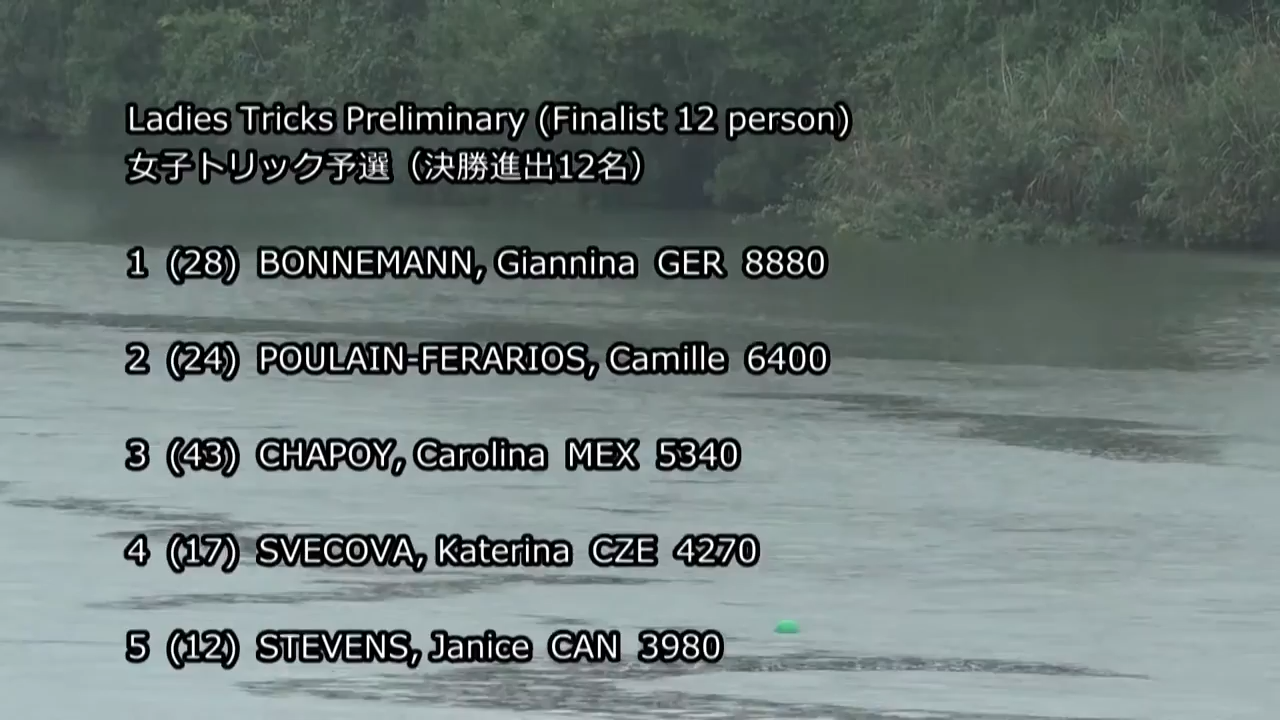 Ladies Tricks Preliminary (Finalist 12 person)
女子トリック予選（決勝進出12名）
1 (28) BONNEMANN, Giannina GER 8880
2 (24) POULAIN-FERARIOS, Camille 6400
3 (43) CHAPOY, Carolina MEX 5340
4 (17) SVECOVA, Katerina CZE 4270
5 (12) STEVENS, Janice CAN 3980